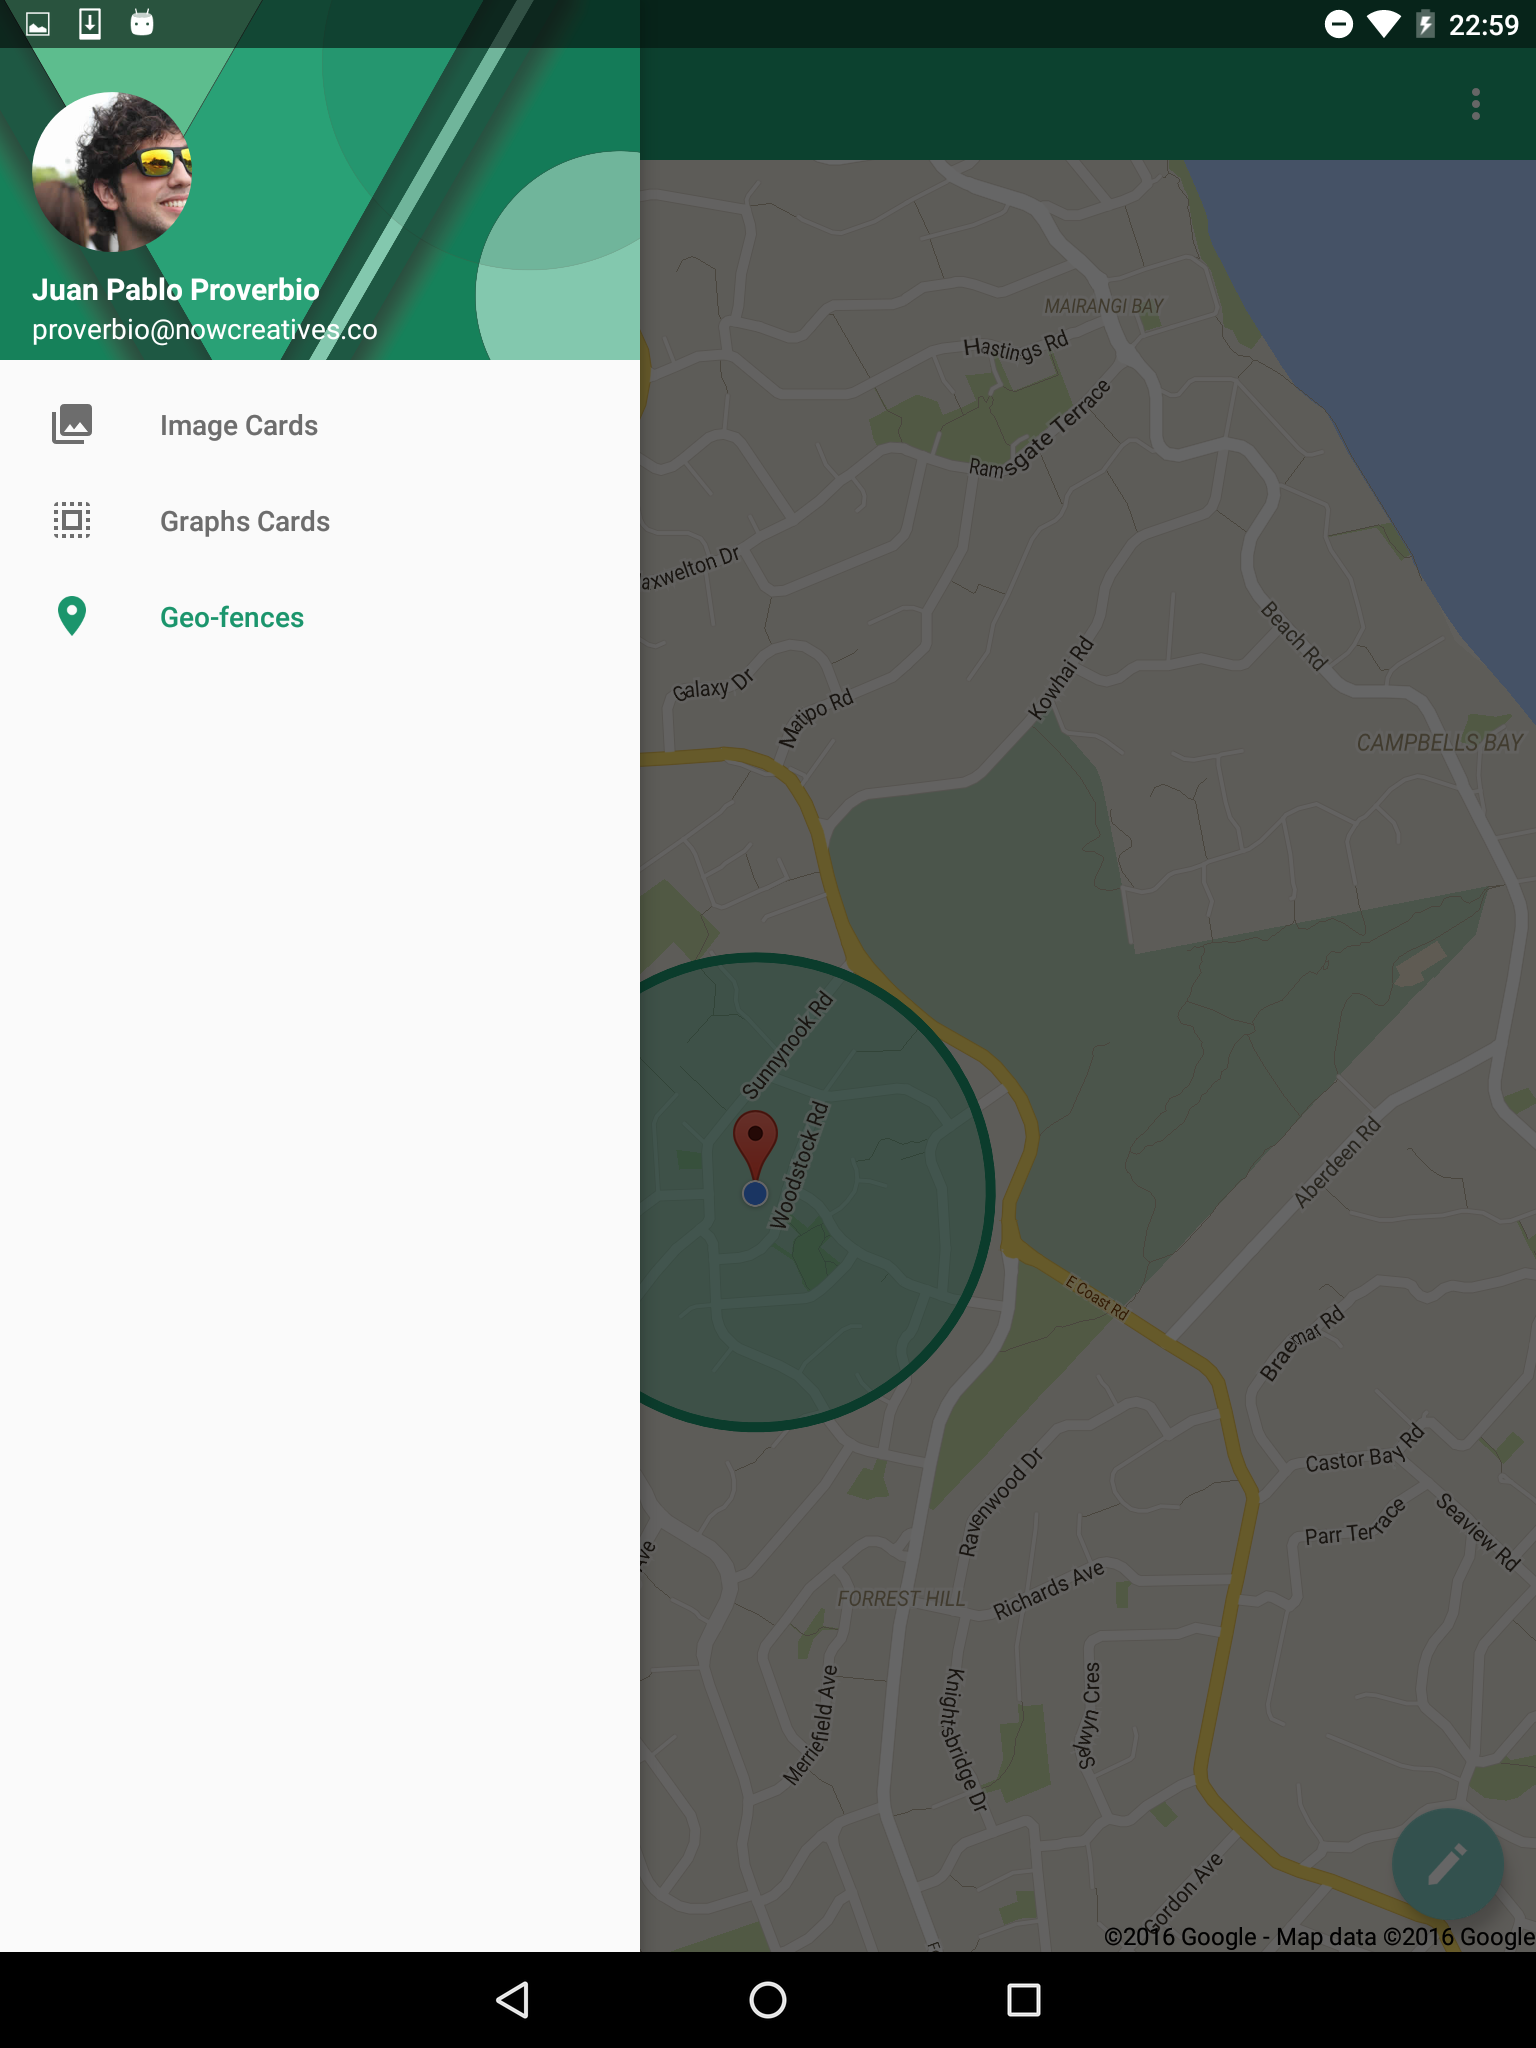 22:59
Juan Pablo Proverbio
proverbio@nowcreatives.co
Image Cards
Graphs Cards
Geo-fences
MAIRANGI BAY
Hastings Rd
Ramsgate Terrace
axwelton Dr
Beach Rd
Kowhai Rd
Galaxy Dr
Matipo Rd
CAMPBELLS BAY
Sunnynook Rd
Woodstock Rd
Aberdeen Rd
E Coast Rd
Braemar Rd
Castor Bay Rd
Ravenwood Dr
Parr Terrace
Seaview Rd
Ave
FORREST HILL
Richards Ave
Merriefield Ave
Knightsbridge Dr
Selwyn Cres
Gordon Ave
©2016 Google - Map data ©2016 Google